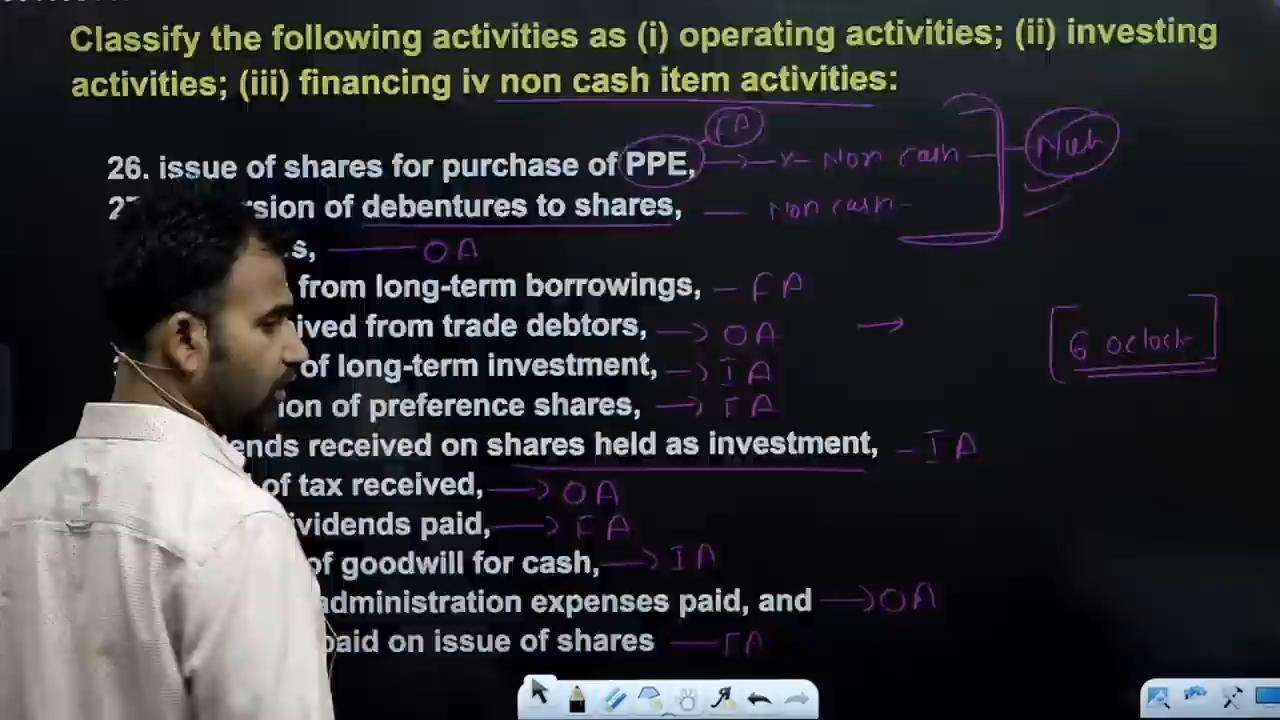 Classify the following activities as (i) operating activities; (ii) investing
activities; (iii) financing iv non cash item activities:
FA
26. issue of shares for purchase of PPE, Non cash
sion of debentures to shares, Non cash
s, OA
from long-term borrowings, FA
ived from trade debtors, OA
of long-term investment, IA
6 oclock
ion of preference shares, FA
ends received on shares held as investment, IA
of tax received, OA
ividends paid, FA
of goodwill for cash, IA
administration expenses paid, and OA
paid on issue of shares FA